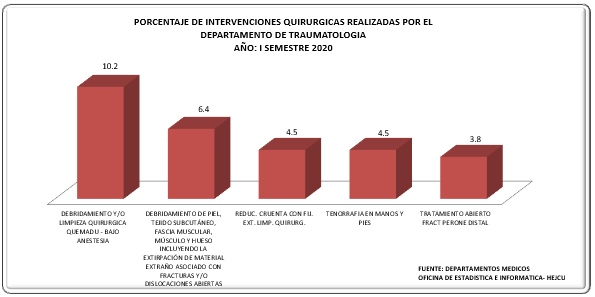 PORCENTAJE DE INTERVENCIONES QUIRURGICAS REALIZADAS POR EL
DEPARTAMENTO DE TRAUMATOLOGIA
AÑO: I SEMESTRE 2020
10.2
6.4
4.5
4.5
3.8
DEBRIDAMIENTO Y/O
LIMPIEZA QUIRURGICA
QUEMADU - BAJO
ANESTESIA
DEBRIDAMIENTO DE PIEL,
TEJIDO SUBCUTÁNEO,
FASCIA MUSCULAR,
MÚSCULO Y HUESO
INCLUYENDO LA
EXTIRPACIÓN DE MATERIAL
EXTRAÑO ASOCIADO CON
FRACTURAS Y/O
DISLOCACIONES ABIERTAS
REDUC. CRUENTA CON FIJ.
EXT. LIMP. QUIRURG.
TENORRAFIA EN MANOS Y
PIES
TRATAMIENTO ABIERTO
FRACT PERONE DISTAL
FUENTE: DEPARTAMENTOS MEDICOS
OFICINA DE ESTADISTICA E INFORMATICA- HEJCU